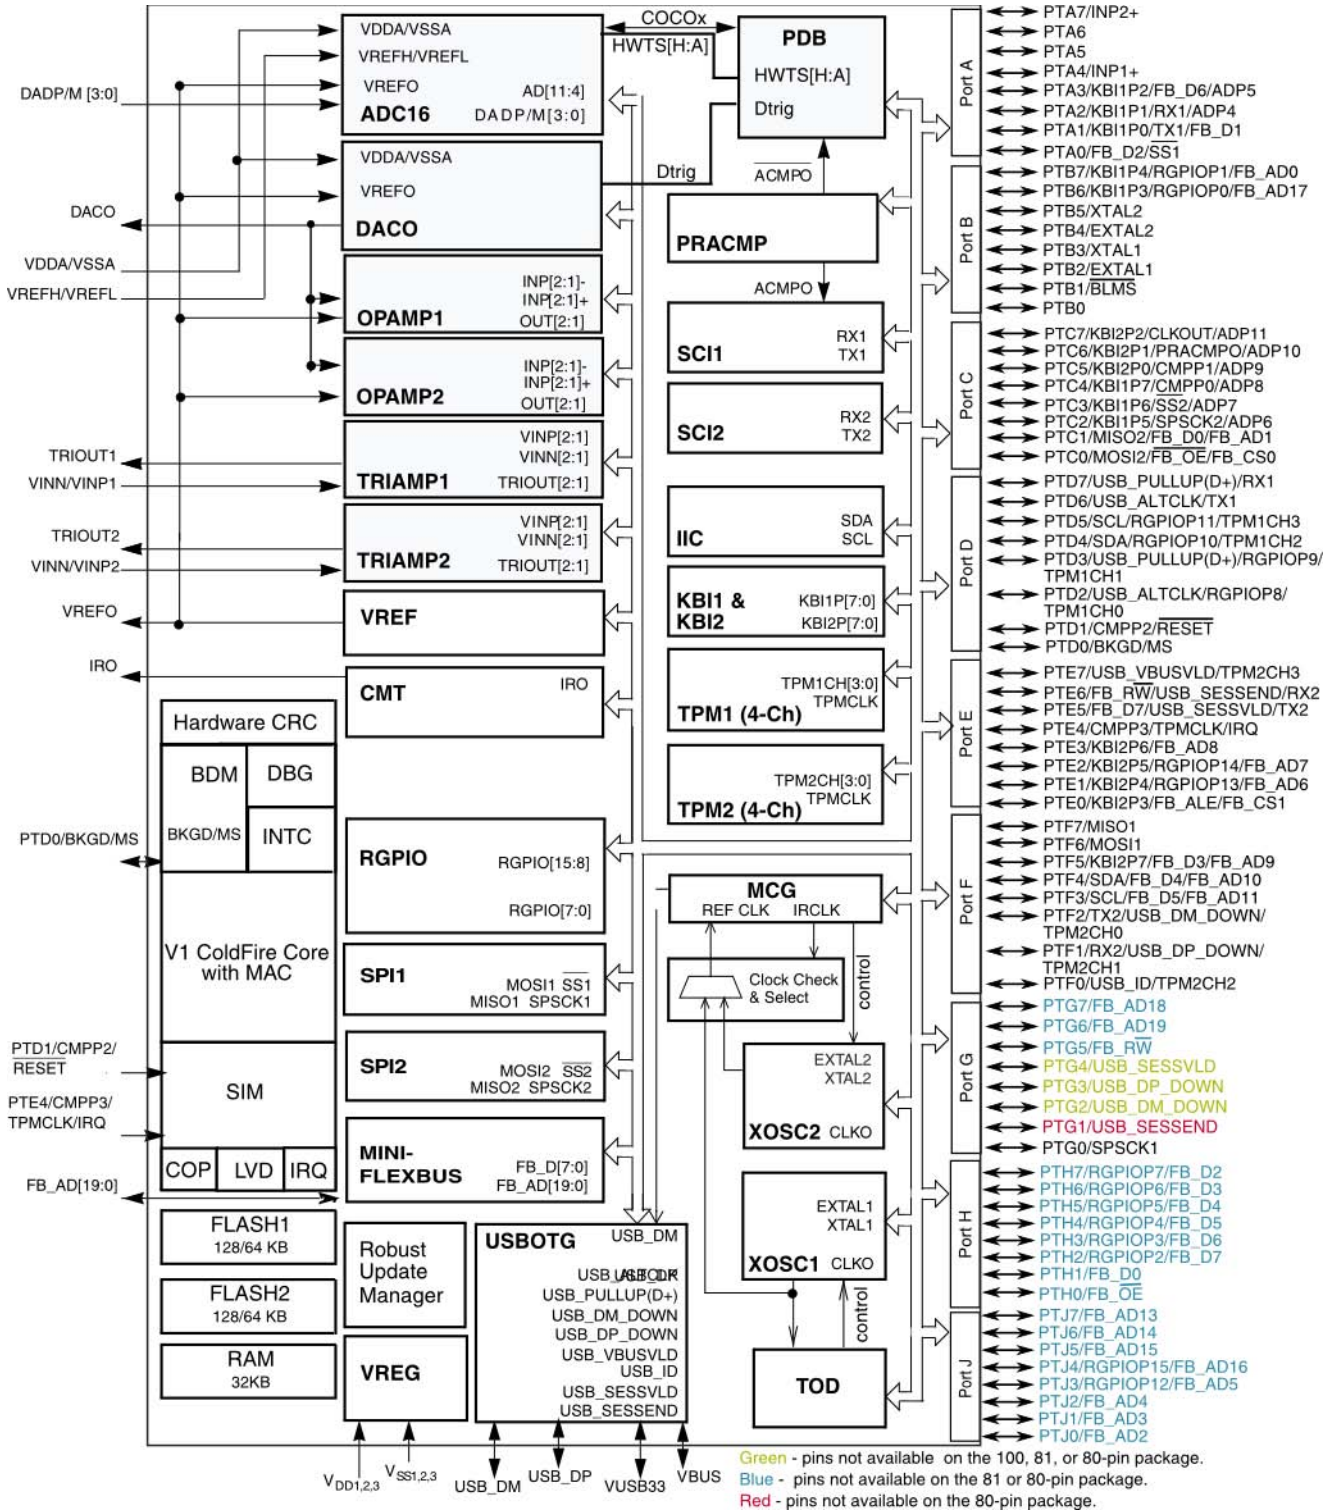 VDDA/VSSA
VREFH/VREFL
VREFO
AD[11:4]
ADC16
DADP/M[3:0]
DADP/M [3:0]
COCOx
HWTS[H:A]
PDB
HWTS[H:A]
Dtrig
VDDA/VSSA
VREFO
DACO
Dtrig
ACMPO
DACO
VDDA/VSSA
VREFH/VREFL
PRACMP
ACMPO
INP[2:1]-
INP[2:1]+
OPAMP1
OUT[2:1]
INP[2:1]-
INP[2:1]+
OPAMP2
OUT[2:1]
RX1
TX1
SCI1
RX2
TX2
SCI2
TRIOUT1
VINN/VINP1
VINP[2:1]
VINN[2:1]
TRIAMP1
TRIOUT[2:1]
TRIOUT2
VINN/VINP2
VINP[2:1]
VINN[2:1]
TRIAMP2
TRIOUT[2:1]
SDA
SCL
IIC
KBI1 &
KBI2
KBI1P[7:0]
KBI2P[7:0]
VREFO
VREF
IRO
CMT
IRO
TPM1CH[3:0]
TPMCLK
TPM1 (4-Ch)
TPM2CH[3:0]
TPMCLK
TPM2 (4-Ch)
Hardware CRC
BDM
DBG
BKGD/MS
INTC
PTD0/BKGD/MS
V1 ColdFire Core
with MAC
PTD1/CMPP2/
RESET
SIM
PTE4/CMPP3/
TPMCLK/IRQ
COP
LVD
IRQ
FB_AD[19:0]
FLASH1
128/64 KB
FLASH2
128/64 KB
RAM
32KB
RGPIO
RGPIO[15:8]
RGPIO[7:0]
SPI1
MOSI1 SS1
MISO1 SPSCK1
SPI2
MOSI2 SS2
MISO2 SPSCK2
MINI-
FLEXBUS
FB_D[7:0]
FB_AD[19:0]
Robust
Update
Manager
VREG
VDD1,2,3
VSS1,2,3
USBOTG
USB_DM
USB_PULLUP(D+)
USB_DM_DOWN
USB_DP_DOWN
USB_VBUSVLD
USB_ID
USB_SESSVLD
USB_SESSEND
USB_DM
USB_DP
VUSB33
VBUS
MCG
REF CLK
IRCLK
Clock Check
& Select
control
EXTAL2
XTAL2
XOSC2
CLKO
EXTAL1
XTAL1
XOSC1
CLKO
control
TOD
Port A
PTA7/INP2+
PTA6
PTA5
PTA4/INP1+
PTA3/KBI1P2/FB_D6/ADP5
PTA2/KBI1P1/RX1/ADP4
PTA1/KBI1P0/TX1/FB_D1
PTA0/FB_D2/SS1
Port B
PTB7/KBI1P4/RGPIOP1/FB_AD0
PTB6/KBI1P3/RGPIOP0/FB_AD17
PTB5/XTAL2
PTB4/EXTAL2
PTB3/XTAL1
PTB2/EXTAL1
PTB1/BLMS
PTB0
Port C
PTC7/KBI2P2/CLKOUT/ADP11
PTC6/KBI2P1/PRACMPO/ADP10
PTC5/KBI2P0/CMPP1/ADP9
PTC4/KBI1P7/CMPP0/ADP8
PTC3/KBI1P6/SS2/ADP7
PTC2/KBI1P5/SPSCK2/ADP6
PTC1/MISO2/FB_D0/FB_AD1
PTC0/MOSI2/FB_OE/FB_CS0
Port D
PTD7/USB_PULLUP(D+)/RX1
PTD6/USB_ALTCLK/TX1
PTD5/SCL/RGPIOP11/TPM1CH3
PTD4/SDA/RGPIOP10/TPM1CH2
PTD3/USB_PULLUP(D+)/RGPIOP9/
TPM1CH1
PTD2/USB_ALTCLK/RGPIOP8/
TPM1CH0
PTD1/CMPP2/RESET
PTD0/BKGD/MS
Port E
PTE7/USB_VBUSVLD/TPM2CH3
PTE6/FB_RW/USB_SESSEND/RX2
PTE5/FB_D7/USB_SESSVLD/TX2
PTE4/CMPP3/TPMCLK/IRQ
PTE3/KBI2P6/FB_AD8
PTE2/KBI2P5/RGPIOP14/FB_AD7
PTE1/KBI2P4/RGPIOP13/FB_AD6
PTE0/KBI2P3/FB_ALE/FB_CS1
Port F
PTF7/MISO1
PTF6/MOSI1
PTF5/KBI2P7/FB_D3/FB_AD9
PTF4/SDA/FB_D4/FB_AD10
PTF3/SCL/FB_D5/FB_AD11
PTF2/TX2/USB_DM_DOWN/
TPM2CH0
PTF1/RX2/USB_DP_DOWN/
TPM2CH1
PTF0/USB_ID/TPM2CH2
Port G
PTG7/FB_AD18
PTG6/FB_AD19
PTG5/FB_RW
PTG4/USB_SESSVLD
PTG3/USB_DP_DOWN
PTG2/USB_DM_DOWN
PTG1/USB_SESSEND
PTG0/SPSCK1
Port H
PTH7/RGPIOP7/FB_D2
PTH6/RGPIOP6/FB_D3
PTH5/RGPIOP5/FB_D4
PTH4/RGPIOP4/FB_D5
PTH3/RGPIOP3/FB_D6
PTH2/RGPIOP2/FB_D7
PTH1/FB_D0
PTH0/FB_OE
Port J
PTJ7/FB_AD13
PTJ6/FB_AD14
PTJ5/FB_AD15
PTJ4/RGPIOP15/FB_AD16
PTJ3/RGPIOP12/FB_AD5
PTJ2/FB_AD4
PTJ1/FB_AD3
PTJ0/FB_AD2
Green - pins not available on the 100, 81, or 80-pin package.
Blue - pins not available on the 81 or 80-pin package.
Red - pins not available on the 80-pin package.